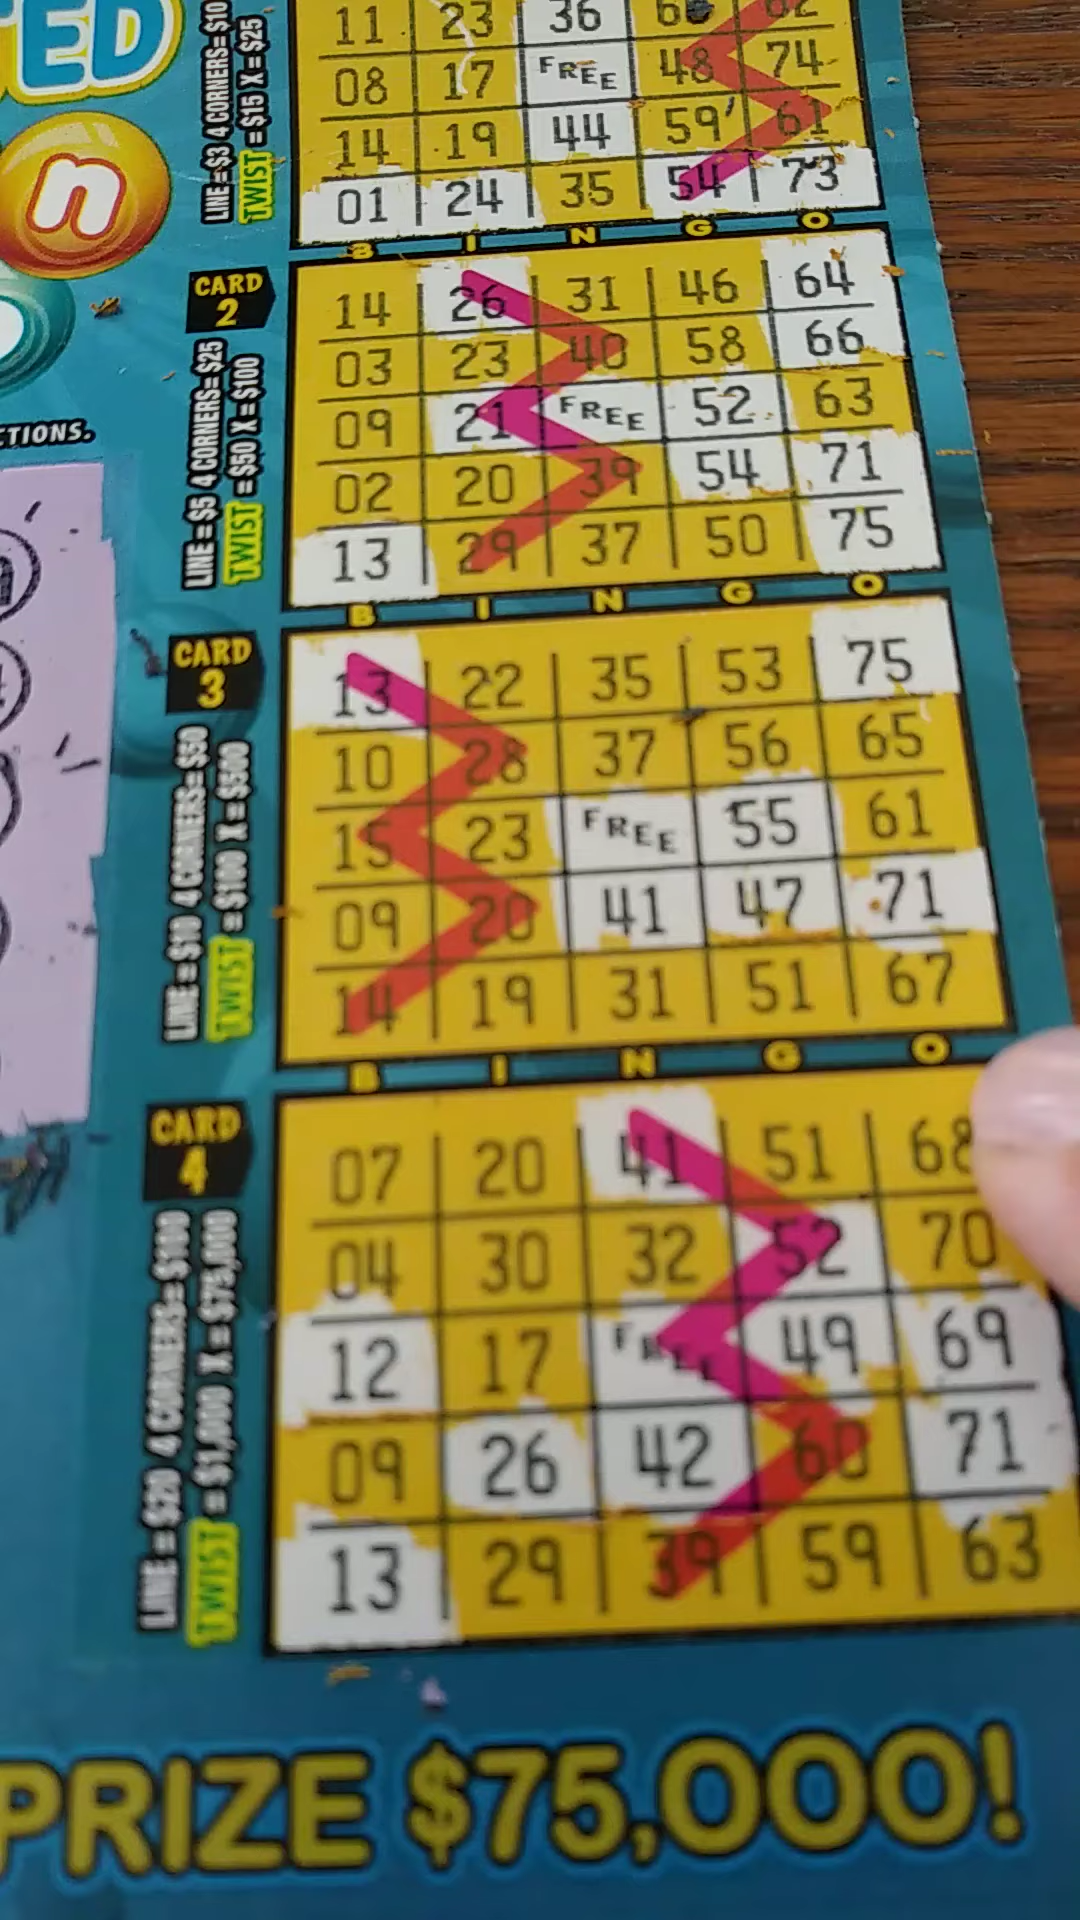 ED
n
CTIONS.
LINE=$3 4 CORNERS=$10
TWIST =$15 X=$25
11 23 36 62
08 17 FREE 48 74
14 19 44 59 61
01 24 35 54 73
B I N G O
CARD
2
LINE=$5 4 CORNERS=$25
TWIST =$50 X=$100
14 26 31 46 64
03 23 40 58 66
09 21 FREE 52 63
02 20 39 54 71
13 29 37 50 75
B I N G O
CARD
3
LINE=$10 4 CORNERS=$50
TWIST =$100 X=$500
13 22 35 53 75
10 28 37 56 65
15 23 FREE 55 61
09 20 41 47 71
14 19 31 51 67
B I N G O
CARD
4
LINE=$20 4 CORNERS=$100
TWIST =$1,000 X=$75,000
07 20 41 51 68
04 30 32 52 70
12 17 FREE 49 69
09 26 42 60 71
13 29 39 59 63
PRIZE $75,000!